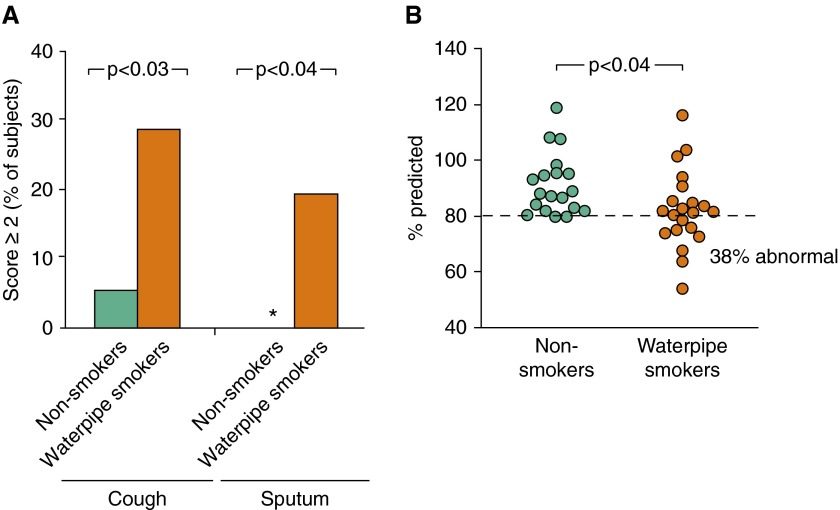 A
Score ≥ 2 (% of subjects)
40
30
20
10
0
p<0.03
p<0.04
*
Non-smokers
Waterpipe smokers
Non-smokers
Waterpipe smokers
Cough
Sputum
B
% predicted
140
120
100
80
60
40
p<0.04
38% abnormal
Non-
smokers
Waterpipe
smokers